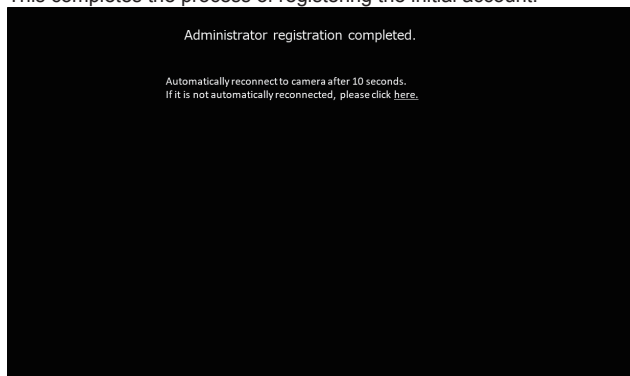 This completes the process of registering the initial account.
Administrator registration completed.
Automatically reconnect to camera after 10 seconds.
If it is not automatically reconnected, please click here.